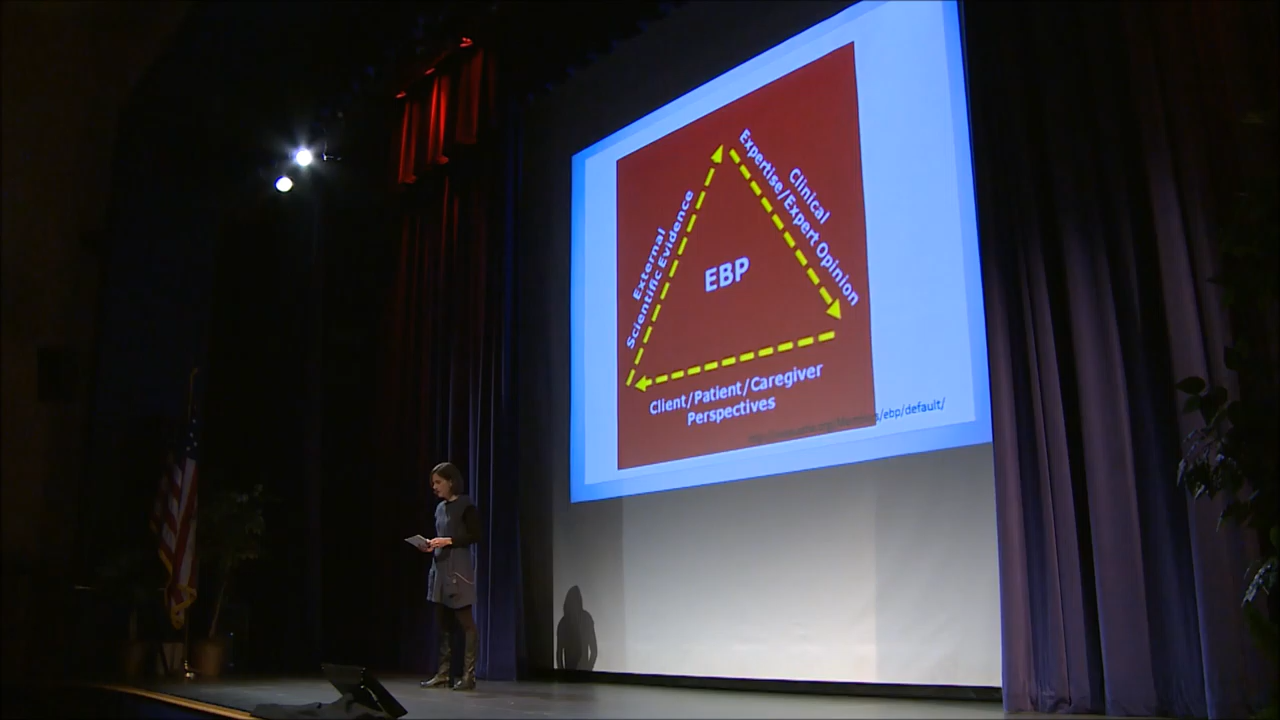 External
Scientific Evidence
Clinical
Expertise/Expert Opinion
EBP
Client/Patient/Caregiver
Perspectives
/ebp/default/